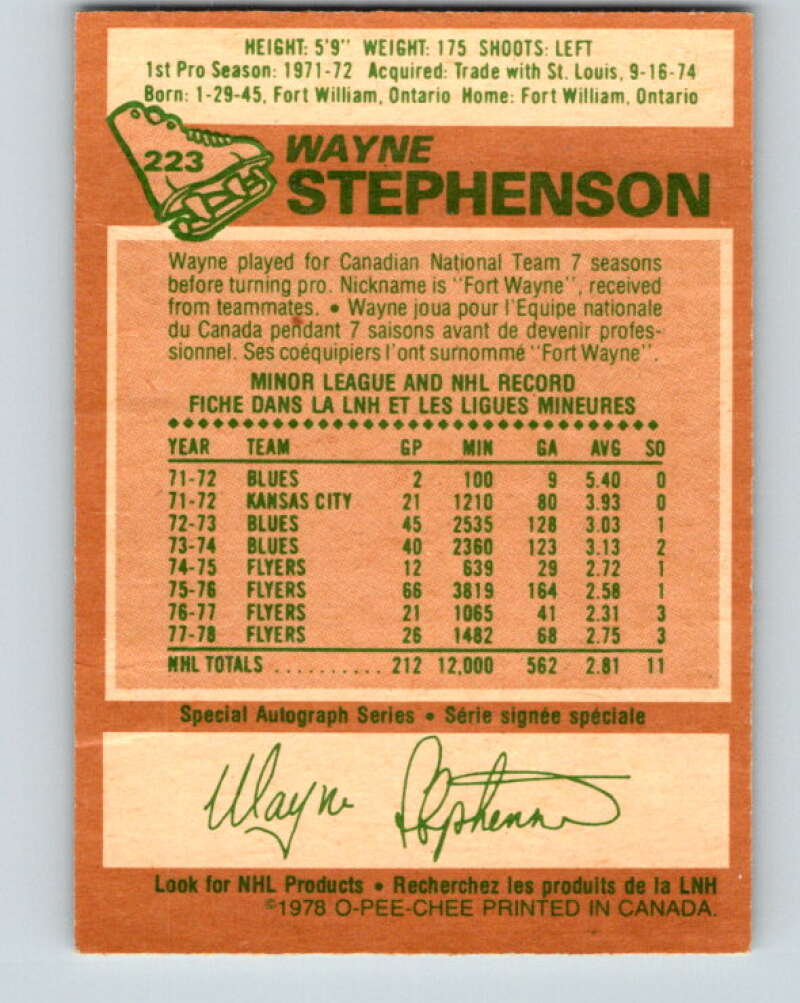 HEIGHT: 5'9" WEIGHT: 175 SHOOTS: LEFT
1st Pro Season: 1971-72 Acquired: Trade with St. Louis, 9-16-74
Born: 1-29-45, Fort William, Ontario Home: Fort William, Ontario
223
WAYNE
STEPHENSON
Wayne played for Canadian National Team 7 seasons
before turning pro. Nickname is "Fort Wayne", received
from teammates. • Wayne joua pour l'Equipe nationale
du Canada pendant 7 saisons avant de devenir profes-
sionnel. Ses coéquipiers l'ont surnommé "Fort Wayne".
MINOR LEAGUE AND NHL RECORD
FICHE DANS LA LNH ET LES LIGUES MINEURES
YEAR TEAM GP MIN GA AVG SO
71-72 BLUES 2 100 9 5.40 0
71-72 KANSAS CITY 21 1210 80 3.93 0
72-73 BLUES 45 2535 128 3.03 1
73-74 BLUES 40 2360 123 3.13 2
74-75 FLYERS 12 639 29 2.72 1
75-76 FLYERS 66 3819 164 2.58 1
76-77 FLYERS 21 1065 41 2.31 3
77-78 FLYERS 26 1482 68 2.75 3
NHL TOTALS .......... 212 12,000 562 2.81 11
Special Autograph Series • Série signée spéciale
Wayne Stephenson
Look for NHL Products • Recherchez les produits de la LNH
©1978 O-PEE-CHEE PRINTED IN CANADA.